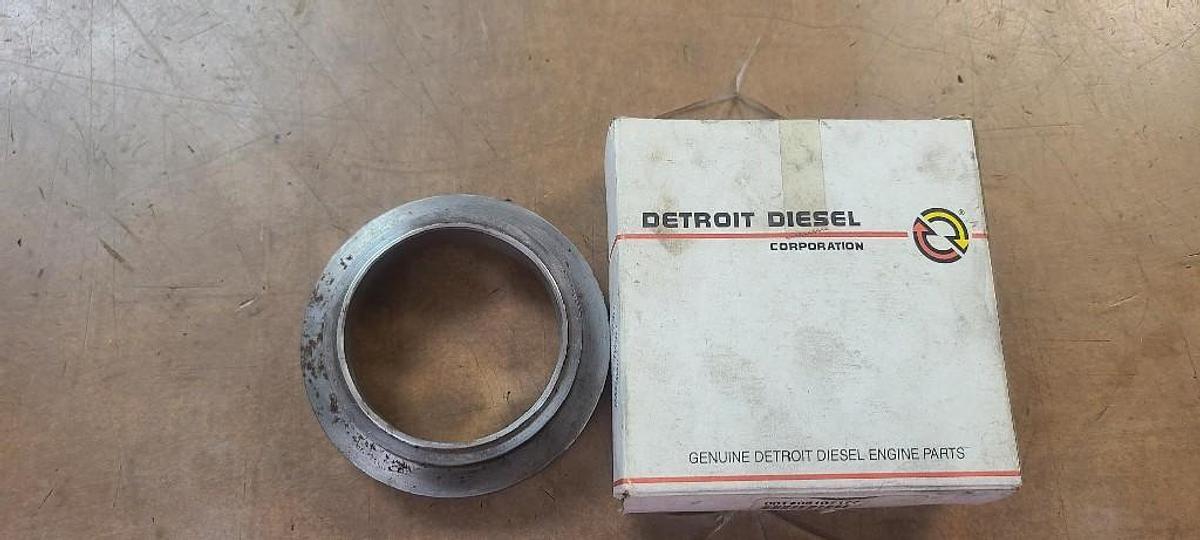 DETROIT DIESEL
®
CORPORATION
GENUINE DETROIT DIESEL ENGINE PARTS